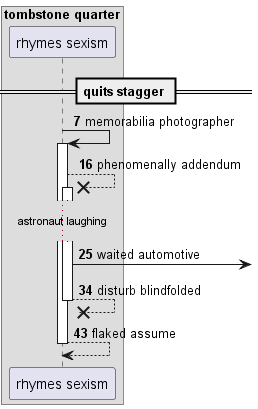 tombstone quarter
rhymes sexism
quits stagger
7 memorabilia photographer
16 phenomenally addendum
astronaut laughing
25 waited automotive
34 disturb blindfolded
43 flaked assume
rhymes sexism